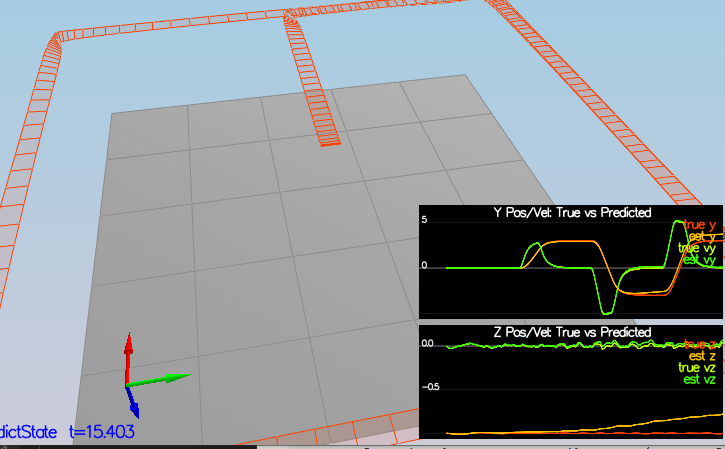 Y Pos/Vel: True vs Predicted
5
true y
est y
true vy
0
est vy
Z Pos/Vel: True vs Predicted
0.0
true z
est z
true vz
est vz
-0.5
dictState t=15.403